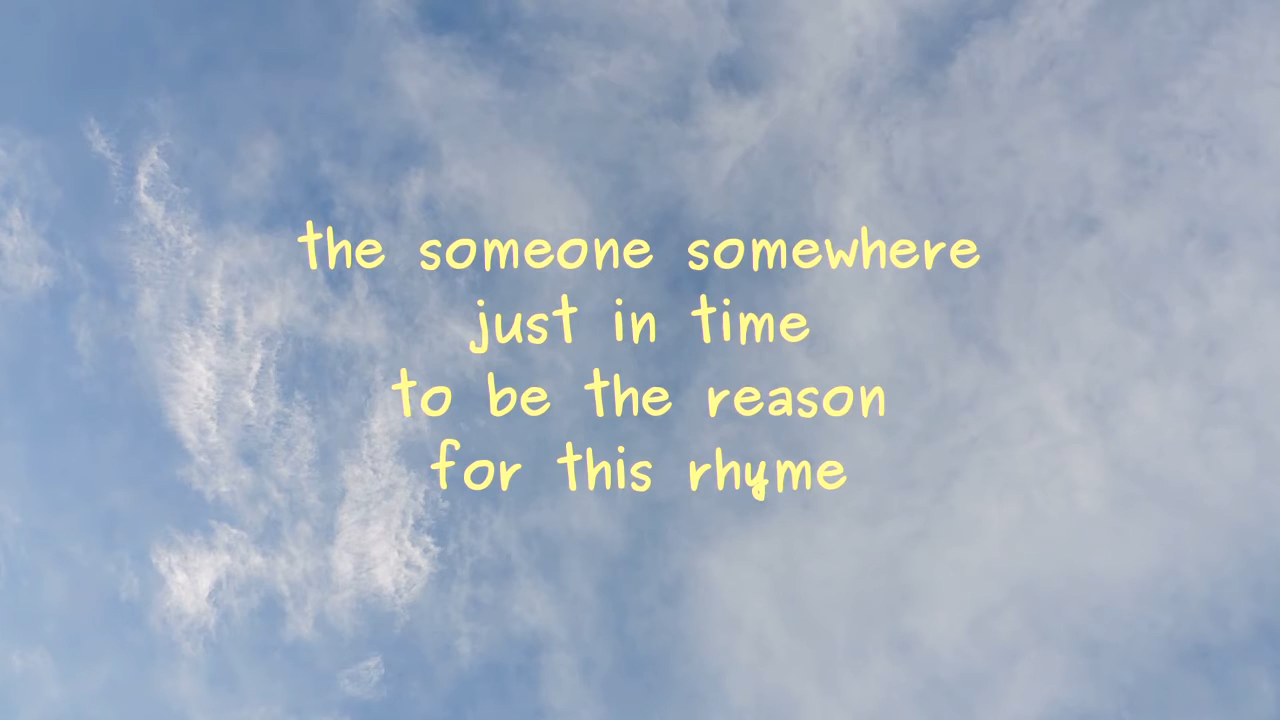 the someone somewhere
just in time
to be the reason
for this rhyme